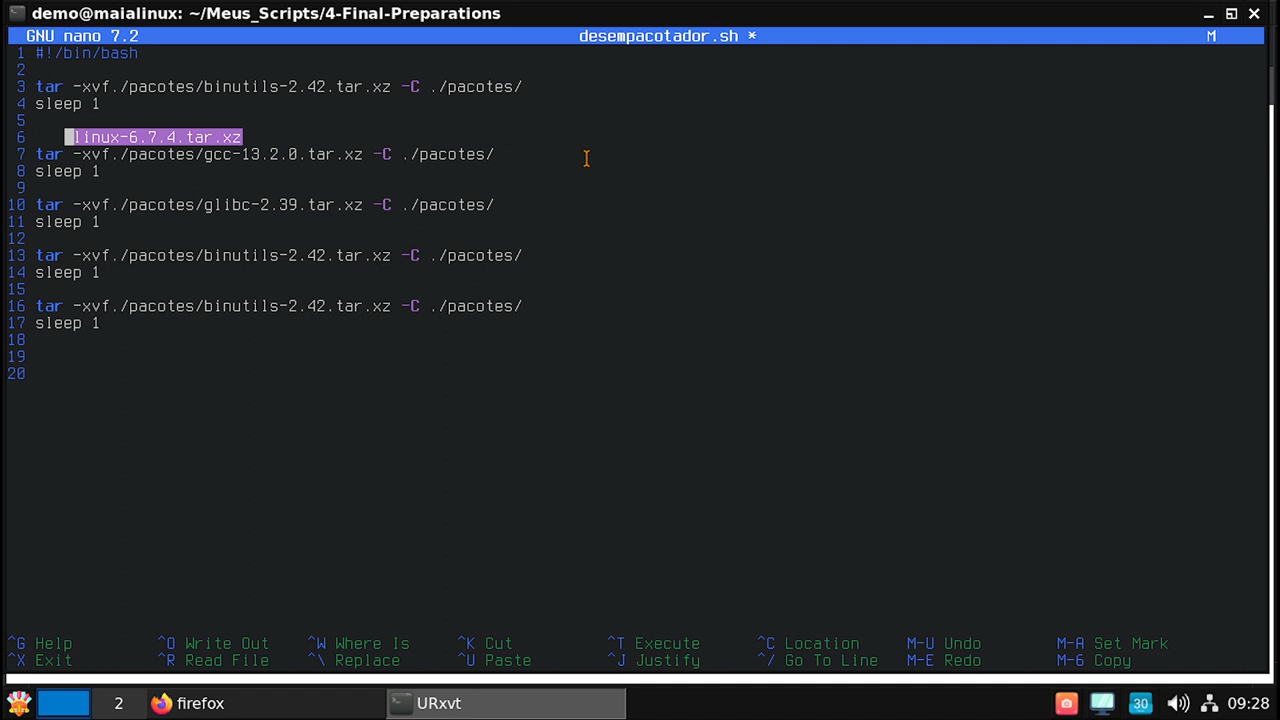 demo@maialinux: ~/Meus_Scripts/4-Final-Preparations
GNU nano 7.2 desempacotador.sh * M
1 #!/bin/bash
2
3 tar -xvf./pacotes/binutils-2.42.tar.xz -C ./pacotes/
4 sleep 1
5
6 linux-6.7.4.tar.xz
7 tar -xvf./pacotes/gcc-13.2.0.tar.xz -C ./pacotes/
8 sleep 1
9
10 tar -xvf./pacotes/glibc-2.39.tar.xz -C ./pacotes/
11 sleep 1
12
13 tar -xvf./pacotes/binutils-2.42.tar.xz -C ./pacotes/
14 sleep 1
15
16 tar -xvf./pacotes/binutils-2.42.tar.xz -C ./pacotes/
17 sleep 1
18
19
20
^G Help ^O Write Out ^W Where Is ^K Cut ^T Execute ^C Location M-U Undo M-A Set Mark
^X Exit ^R Read File ^\ Replace ^U Paste ^J Justify ^/ Go To Line M-E Redo M-6 Copy
2 firefox URxvt 30 09:28